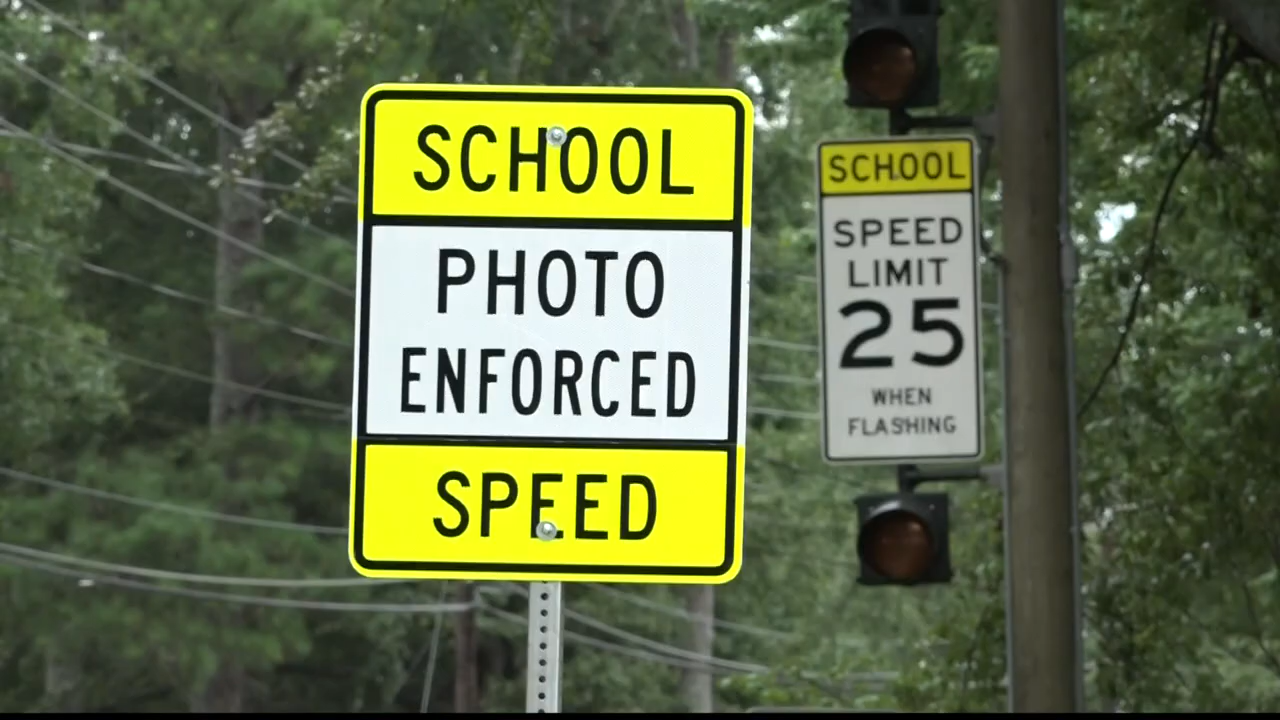 SCHOOL
PHOTO
ENFORCED
SPEED
SCHOOL
SPEED
LIMIT
25
WHEN
FLASHING